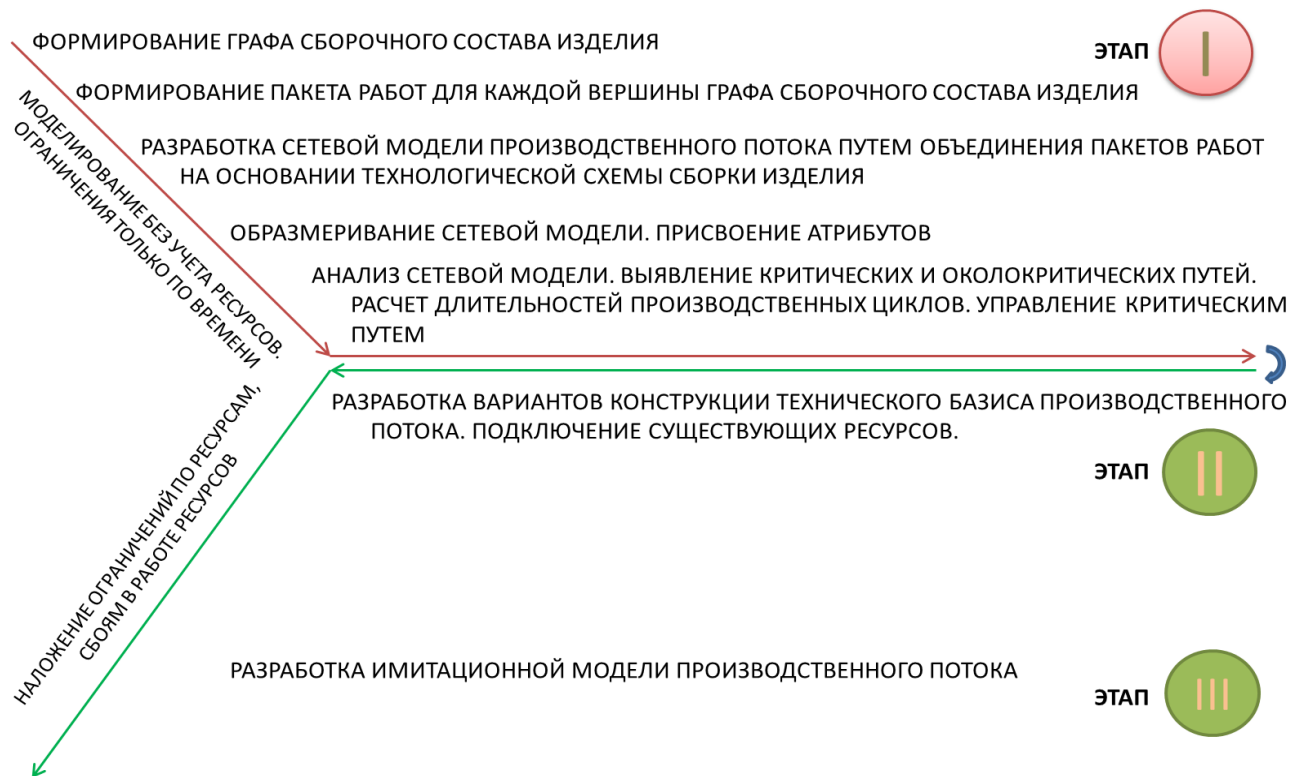 ФОРМИРОВАНИЕ ГРАФА СБОРОЧНОГО СОСТАВА ИЗДЕЛИЯ
ЭТАП I
ФОРМИРОВАНИЕ ПАКЕТА РАБОТ ДЛЯ КАЖДОЙ ВЕРШИНЫ ГРАФА СБОРОЧНОГО СОСТАВА ИЗДЕЛИЯ
РАЗРАБОТКА СЕТЕВОЙ МОДЕЛИ ПРОИЗВОДСТВЕННОГО ПОТОКА ПУТЕМ ОБЪЕДИНЕНИЯ ПАКЕТОВ РАБОТ
НА ОСНОВАНИИ ТЕХНОЛОГИЧЕСКОЙ СХЕМЫ СБОРКИ ИЗДЕЛИЯ
ОБРАЗМЕРИВАНИЕ СЕТЕВОЙ МОДЕЛИ. ПРИСВОЕНИЕ АТРИБУТОВ
АНАЛИЗ СЕТЕВОЙ МОДЕЛИ. ВЫЯВЛЕНИЕ КРИТИЧЕСКИХ И ОКОЛОКРИТИЧЕСКИХ ПУТЕЙ.
РАСЧЕТ ДЛИТЕЛЬНОСТЕЙ ПРОИЗВОДСТВЕННЫХ ЦИКЛОВ. УПРАВЛЕНИЕ КРИТИЧЕСКИМ
ПУТЕМ
МОДЕЛИРОВАНИЕ БЕЗ УЧЕТА РЕСУРСОВ.
ОГРАНИЧЕНИЯ ТОЛЬКО ПО ВРЕМЕНИ
РАЗРАБОТКА ВАРИАНТОВ КОНСТРУКЦИИ ТЕХНИЧЕСКОГО БАЗИСА ПРОИЗВОДСТВЕННОГО
ПОТОКА. ПОДКЛЮЧЕНИЕ СУЩЕСТВУЮЩИХ РЕСУРСОВ.
ЭТАП II
НАЛОЖЕНИЕ ОГРАНИЧЕНИЙ ПО РЕСУРСАМ,
СБОЯМ В РАБОТЕ РЕСУРСОВ
РАЗРАБОТКА ИМИТАЦИОННОЙ МОДЕЛИ ПРОИЗВОДСТВЕННОГО ПОТОКА
ЭТАП III